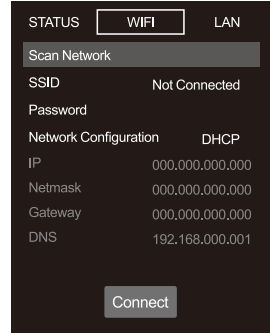 STATUS WIFI LAN
Scan Network
SSID Not Connected
Password
Network Configuration DHCP
IP 000.000.000.000
Netmask 000.000.000.000
Gateway 000.000.000.000
DNS 192.168.000.001
Connect